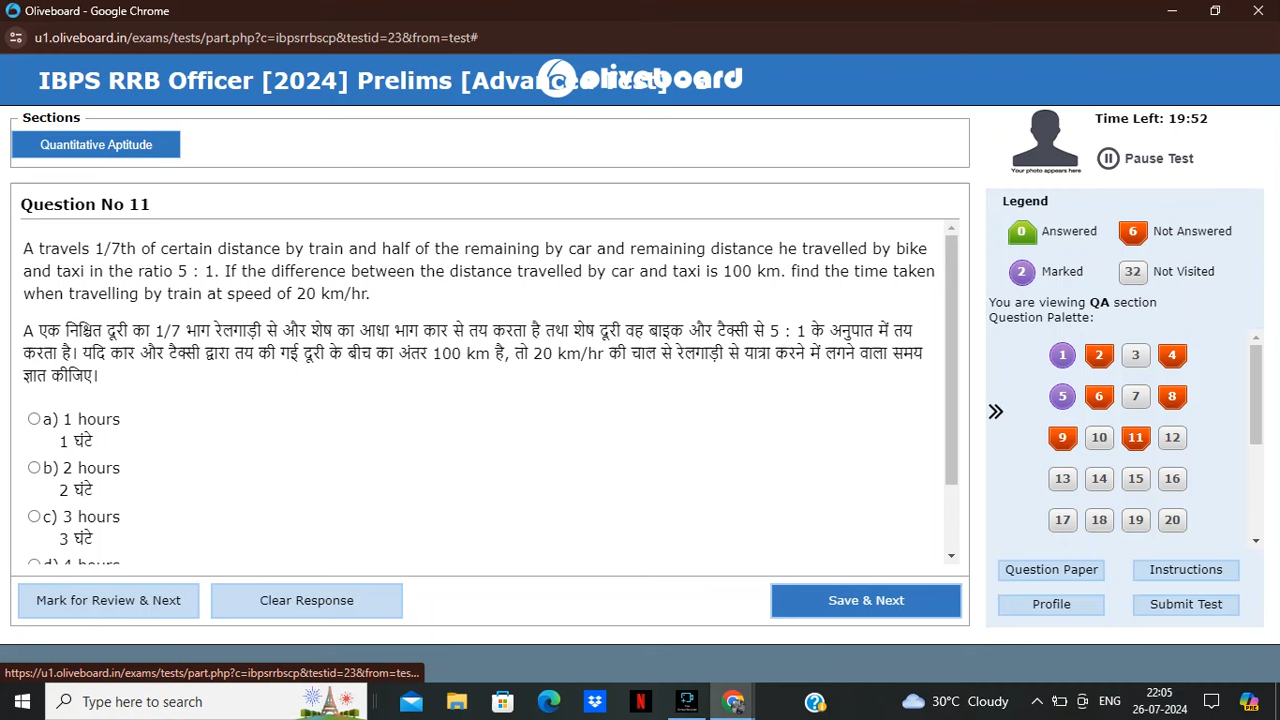 Oliveboard - Google Chrome
u1.oliveboard.in/exams/tests/part.php?c=ibpsrrbscp&testid=23&from=test#
IBPS RRB Officer [2024] Prelims [Advanced Test]
oliveboard
Sections
Quantitative Aptitude
Time Left: 19:52
Pause Test
Your photo appears here
Question No 11
A travels 1/7th of certain distance by train and half of the remaining by car and remaining distance he travelled by bike
and taxi in the ratio 5 : 1. If the difference between the distance travelled by car and taxi is 100 km. find the time taken
when travelling by train at speed of 20 km/hr.
A एक निश्चित दूरी का 1/7 भाग रेलगाड़ी से और शेष का आधा भाग कार से तय करता है तथा शेष दूरी वह बाइक और टैक्सी से 5 : 1 के अनुपात में तय
करता है। यदि कार और टैक्सी द्वारा तय की गई दूरी के बीच का अंतर 100 km है, तो 20 km/hr की चाल से रेलगाड़ी से यात्रा करने में लगने वाला समय
ज्ञात कीजिए।
a) 1 hours
1 घंटे
b) 2 hours
2 घंटे
c) 3 hours
3 घंटे
d) 4 hours
Mark for Review & Next
Clear Response
Save & Next
Legend
0 Answered
6 Not Answered
2 Marked
32 Not Visited
You are viewing QA section
Question Palette:
1 2 3 4
5 6 7 8
9 10 11 12
13 14 15 16
17 18 19 20
Question Paper
Instructions
Profile
Submit Test
https://u1.oliveboard.in/exams/tests/part.php?c=ibpsrrbscp&testid=23&from=tes...
Type here to search
30°C Cloudy
ENG
22:05
26-07-2024